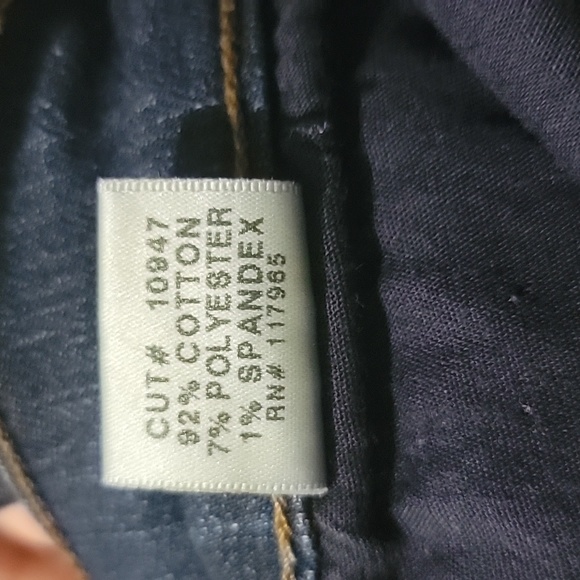 CUT# 10947
92% COTTON
7% POLYESTER
1% SPANDEX
RN# 117965